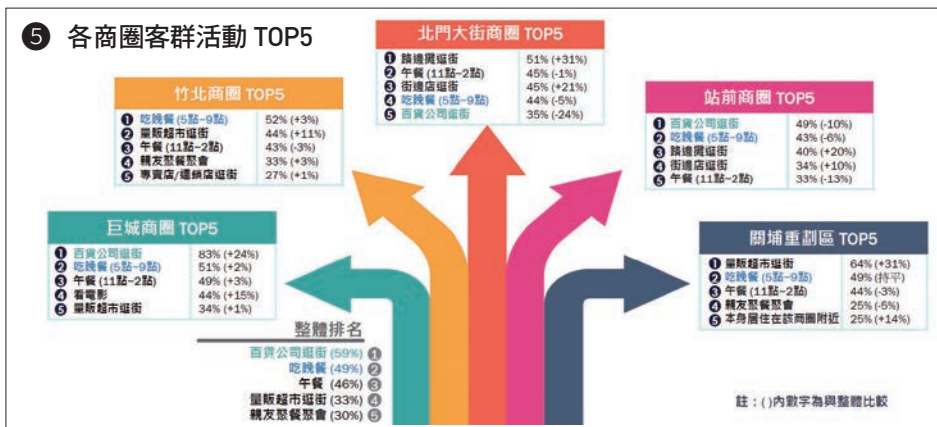 ❺ 各商圈客群活動 TOP5
北門大街商圈 TOP5
❶ 路邊攤逛街 51% (+31%)
❷ 午餐 (11點~2點) 45% (-1%)
❸ 街邊店逛街 45% (+21%)
❹ 吃晚餐 (5點~9點) 44% (-5%)
❺ 百貨公司逛街 35% (-24%)
竹北商圈 TOP5
❶ 吃晚餐 (5點~9點) 52% (+3%)
❷ 量販超市逛街 44% (+11%)
❸ 午餐 (11點~2點) 43% (-3%)
❹ 親友聚餐聚會 33% (+3%)
❺ 專賣店/連鎖店逛街 27% (+1%)
站前商圈 TOP5
❶ 百貨公司逛街 49% (-10%)
❷ 吃晚餐 (5點~9點) 43% (-6%)
❸ 路邊攤逛街 40% (+20%)
❹ 街邊店逛街 34% (+10%)
❺ 午餐 (11點~2點) 33% (-13%)
巨城商圈 TOP5
❶ 百貨公司逛街 83% (+24%)
❷ 吃晚餐 (5點~9點) 51% (+2%)
❸ 午餐 (11點~2點) 49% (+3%)
❹ 看電影 44% (+15%)
❺ 量販超市逛街 34% (+1%)
關埔重劃區 TOP5
❶ 量販超市逛街 64% (+31%)
❷ 吃晚餐 (5點~9點) 49% (持平)
❸ 午餐 (11點~2點) 44% (-3%)
❹ 親友聚餐聚會 25% (-5%)
❺ 本身居住在該商圈附近 25% (+14%)
整體排名
百貨公司逛街 (59%) ❶
吃晚餐 (49%) ❷
午餐 (46%) ❸
量販超市逛街 (33%) ❹
親友聚餐聚會 (30%) ❺
註：( )內數字為與整體比較